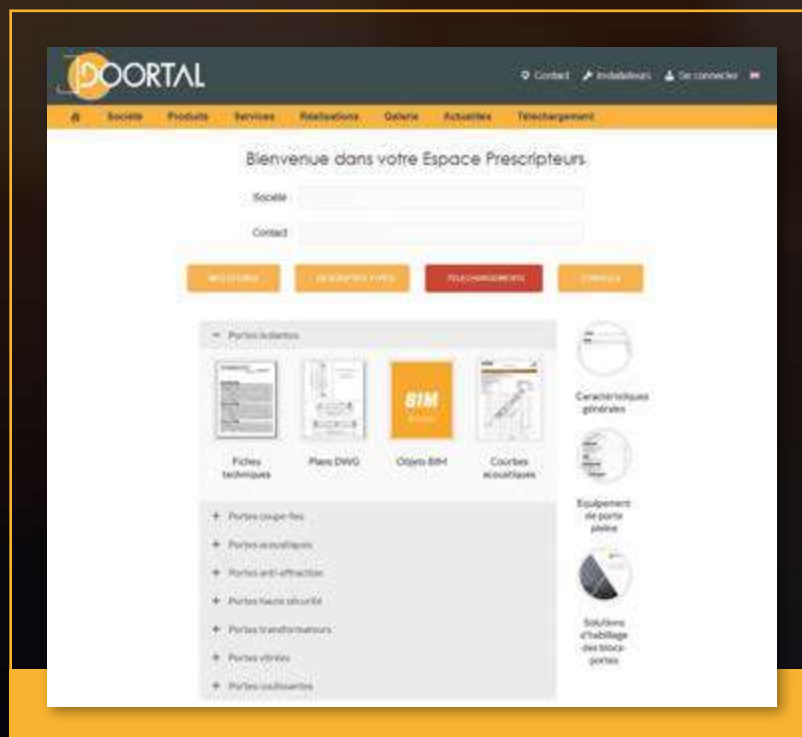 DOORTAL
Contact Installateurs Se connecter
Société Produits Services Réalisations Galerie Actualités Téléchargement
Bienvenue dans votre Espace Prescripteurs
Société
Contact
DESCRIPTIFS TYPES TÉLÉCHARGEMENTS
− Portes isolantes
BIM
Fiches
techniques
Plans DWG
Objets BIM
Courbes
acoustiques
+ Portes coupe-feu
+ Portes acoustiques
+ Portes anti-effraction
+ Portes haute sécurité
+ Portes transformateurs
+ Portes vitrées
+ Portes coulissantes
Caractéristiques
générales
Equipement
de porte
pleine
Solutions
d'habillage
des blocs-
portes